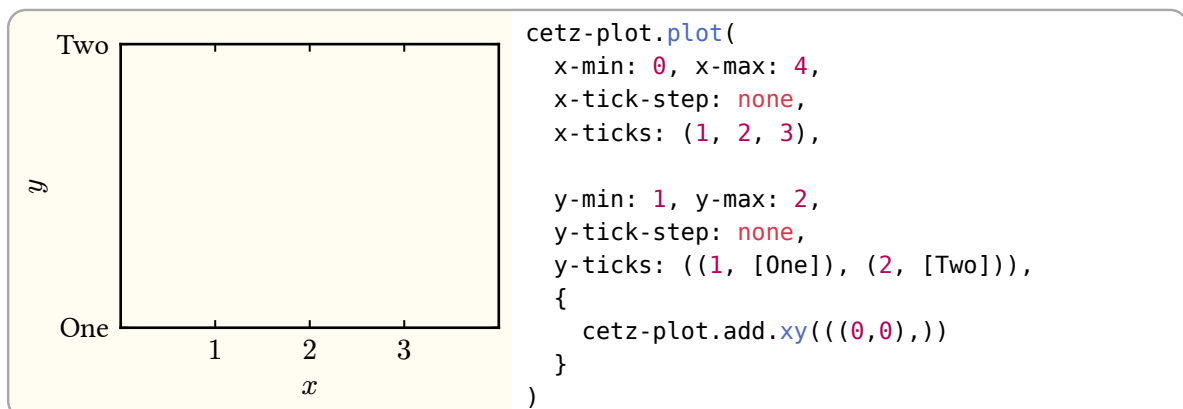 Two
y
One
1 2 3
x
cetz-plot.plot(
  x-min: 0, x-max: 4,
  x-tick-step: none,
  x-ticks: (1, 2, 3),

  y-min: 1, y-max: 2,
  y-tick-step: none,
  y-ticks: ((1, [One]), (2, [Two])),
  {
    cetz-plot.add.xy(((0,0),))
  }
)